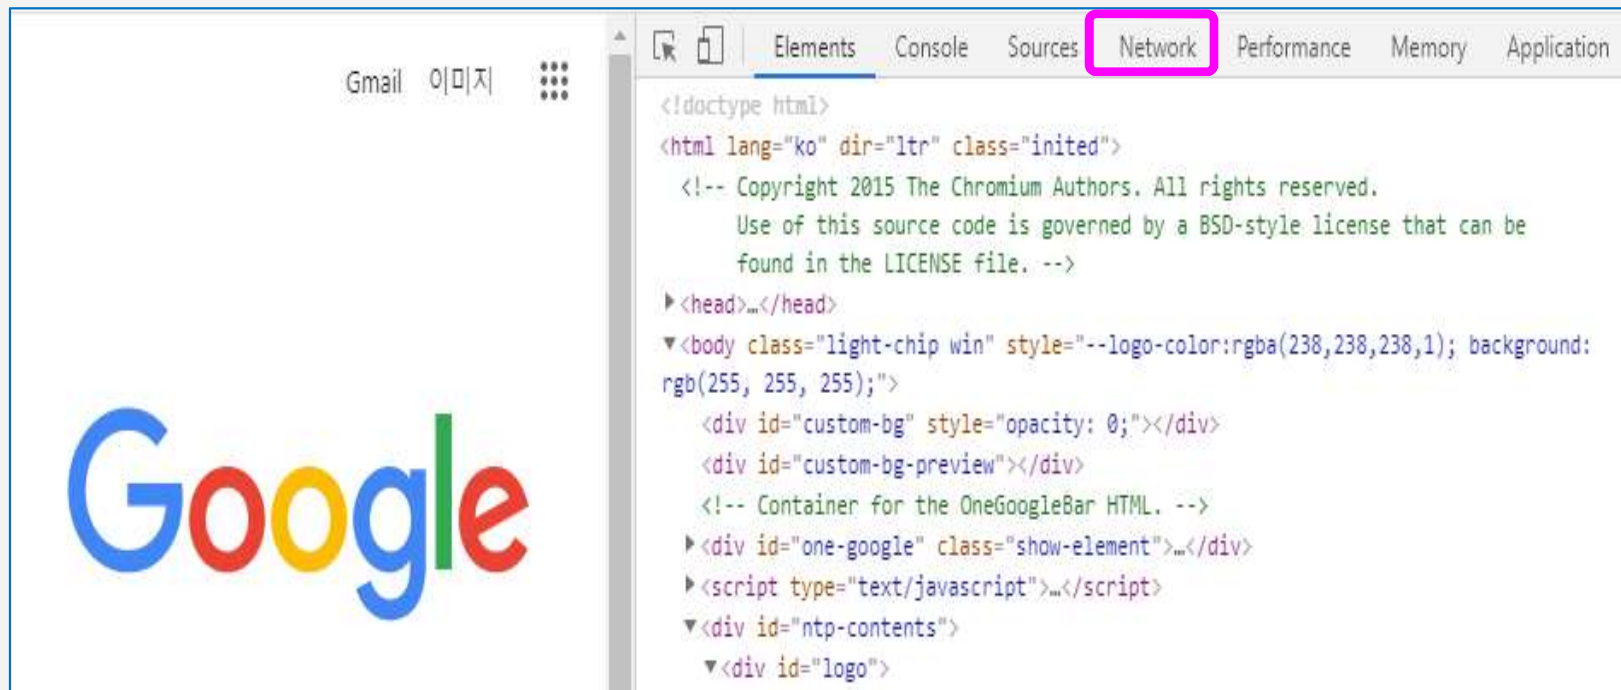 Gmail 이미지
Google
Elements Console Sources Network Performance Memory Application
<!doctype html>
<html lang="ko" dir="ltr" class="inited">
<!-- Copyright 2015 The Chromium Authors. All rights reserved.
Use of this source code is governed by a BSD-style license that can be
found in the LICENSE file. -->
<head>…</head>
<body class="light-chip win" style="--logo-color:rgba(238,238,238,1); background:
rgb(255, 255, 255);">
<div id="custom-bg" style="opacity: 0;"></div>
<div id="custom-bg-preview"></div>
<!-- Container for the OneGoogleBar HTML. -->
<div id="one-google" class="show-element">…</div>
<script type="text/javascript">…</script>
<div id="ntp-contents">
<div id="logo">